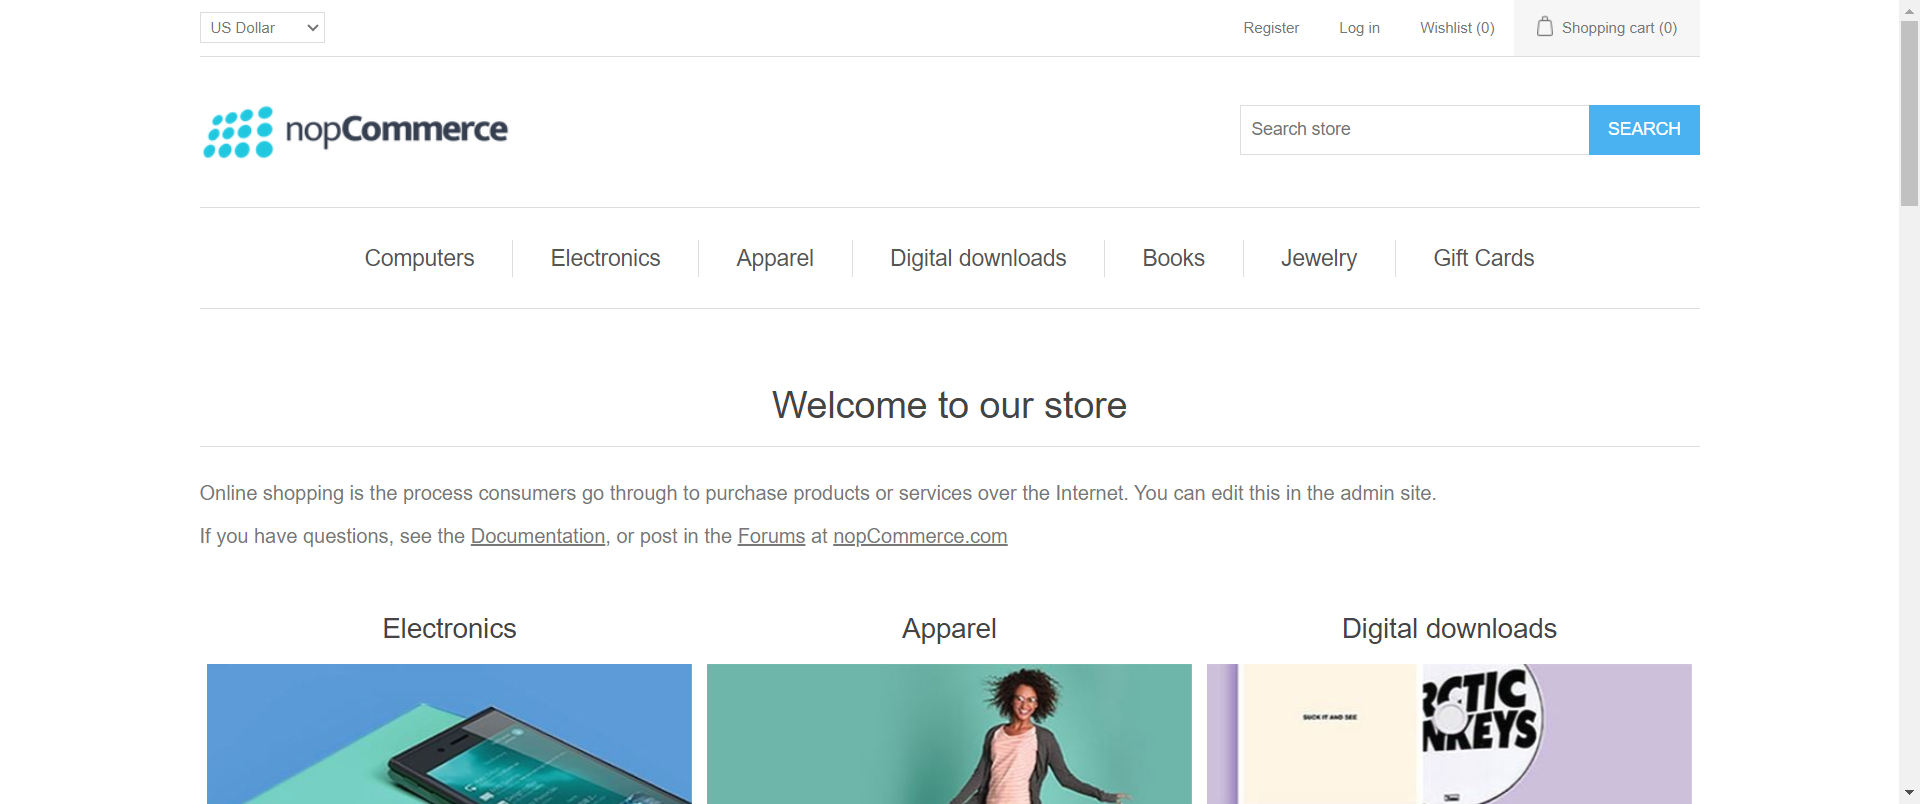 US Dollar
Register
Log in
Wishlist (0)
Shopping cart (0)
nopCommerce
Search store
SEARCH
Computers
Electronics
Apparel
Digital downloads
Books
Jewelry
Gift Cards
Welcome to our store
Online shopping is the process consumers go through to purchase products or services over the Internet. You can edit this in the admin site.
If you have questions, see the Documentation, or post in the Forums at nopCommerce.com
Electronics
Apparel
Digital downloads
SUCK IT AND SEE
RCTIC
NKEYS